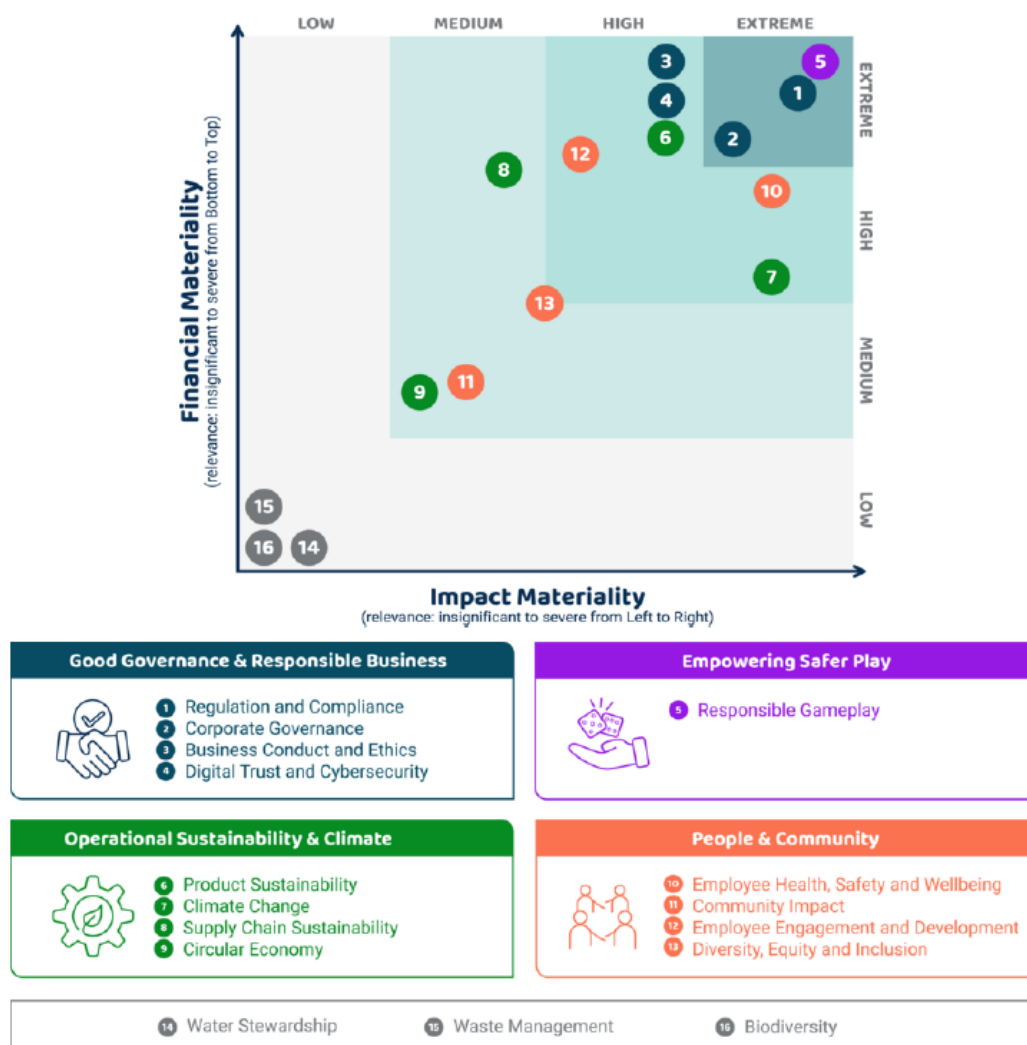 LOW MEDIUM HIGH EXTREME
EXTREME
HIGH
MEDIUM
LOW
Financial Materiality
(relevance: insignificant to severe from Bottom to Top)
3
5
4
1
6
2
12
8
10
7
13
11
9
15
16
14
Impact Materiality
(relevance: insignificant to severe from Left to Right)
Good Governance & Responsible Business
1 Regulation and Compliance
2 Corporate Governance
3 Business Conduct and Ethics
4 Digital Trust and Cybersecurity
Empowering Safer Play
5 Responsible Gameplay
Operational Sustainability & Climate
6 Product Sustainability
7 Climate Change
8 Supply Chain Sustainability
9 Circular Economy
People & Community
10 Employee Health, Safety and Wellbeing
11 Community Impact
12 Employee Engagement and Development
13 Diversity, Equity and Inclusion
14 Water Stewardship 15 Waste Management 16 Biodiversity